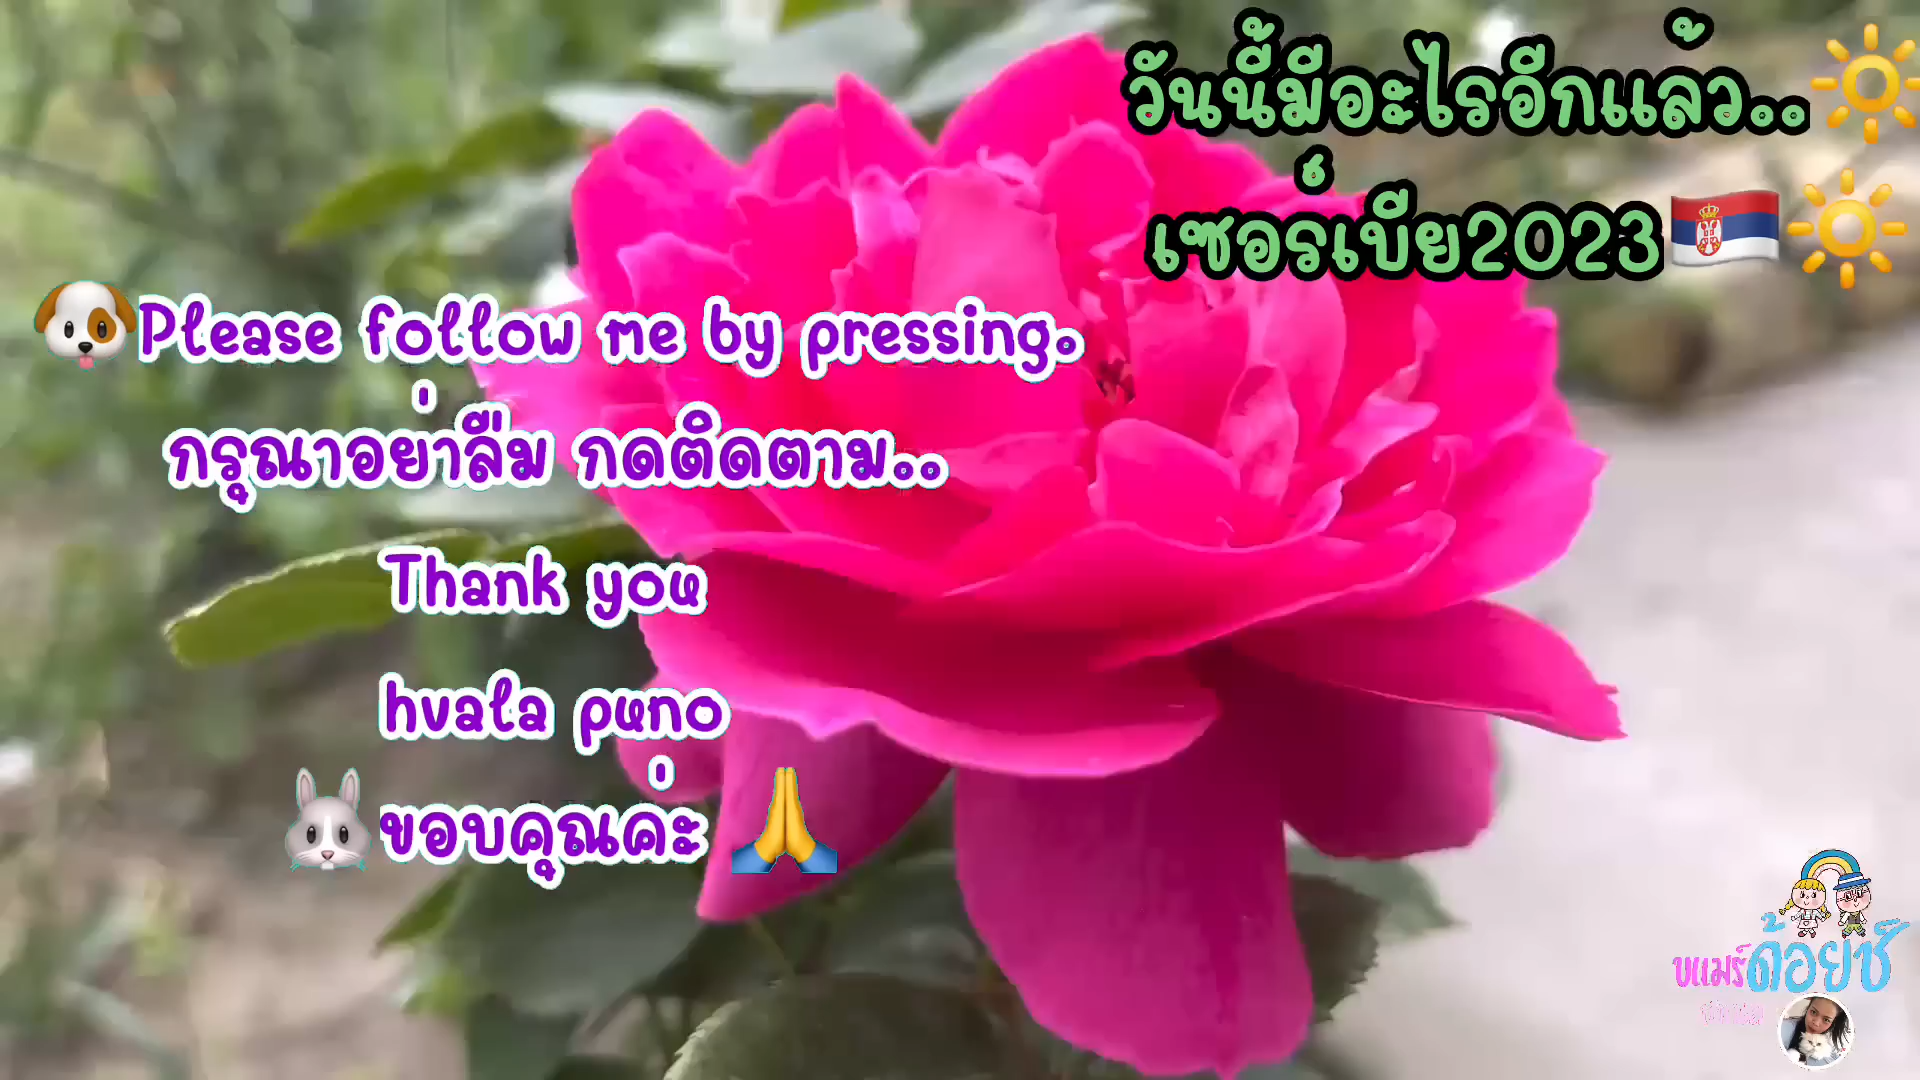 วันนี้มีอะไรอีกแล้ว..🔆
เซอร์เบีย2023🇷🇸🔆
🐶Please follow me by pressing.
กรุณาอย่าลืม กดติดตาม..
Thank you
hvala puno
🐰ขอบคุณค่ะ 🙏
ขแมร์ด้อยช์